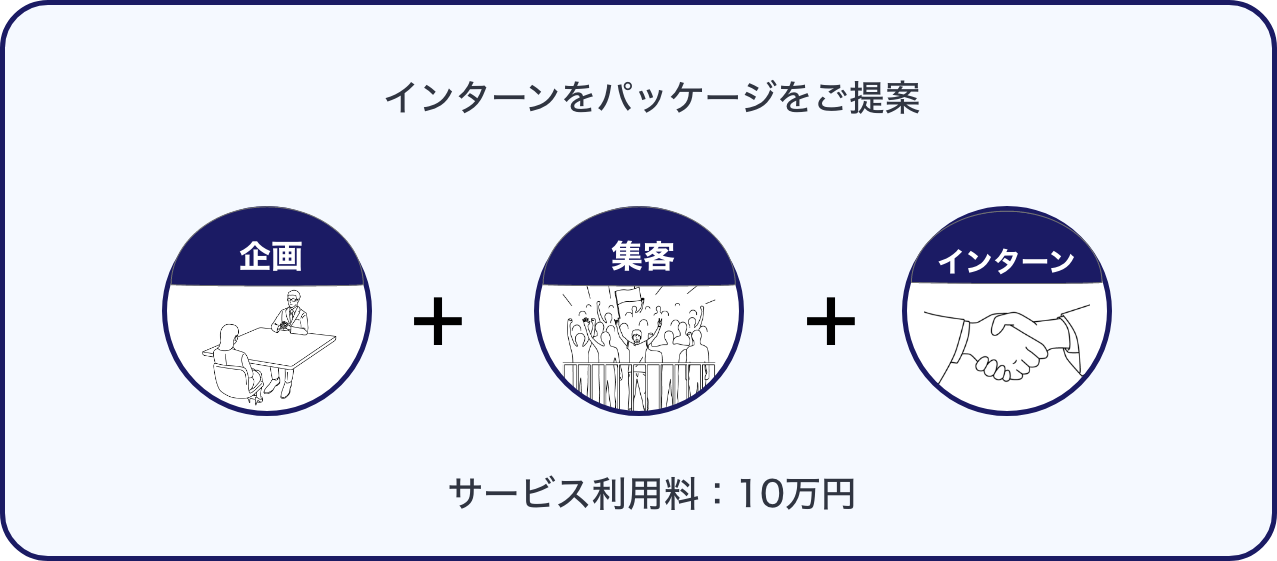 インターンをパッケージをご提案
企画
集客
インターン
サービス利用料：10万円